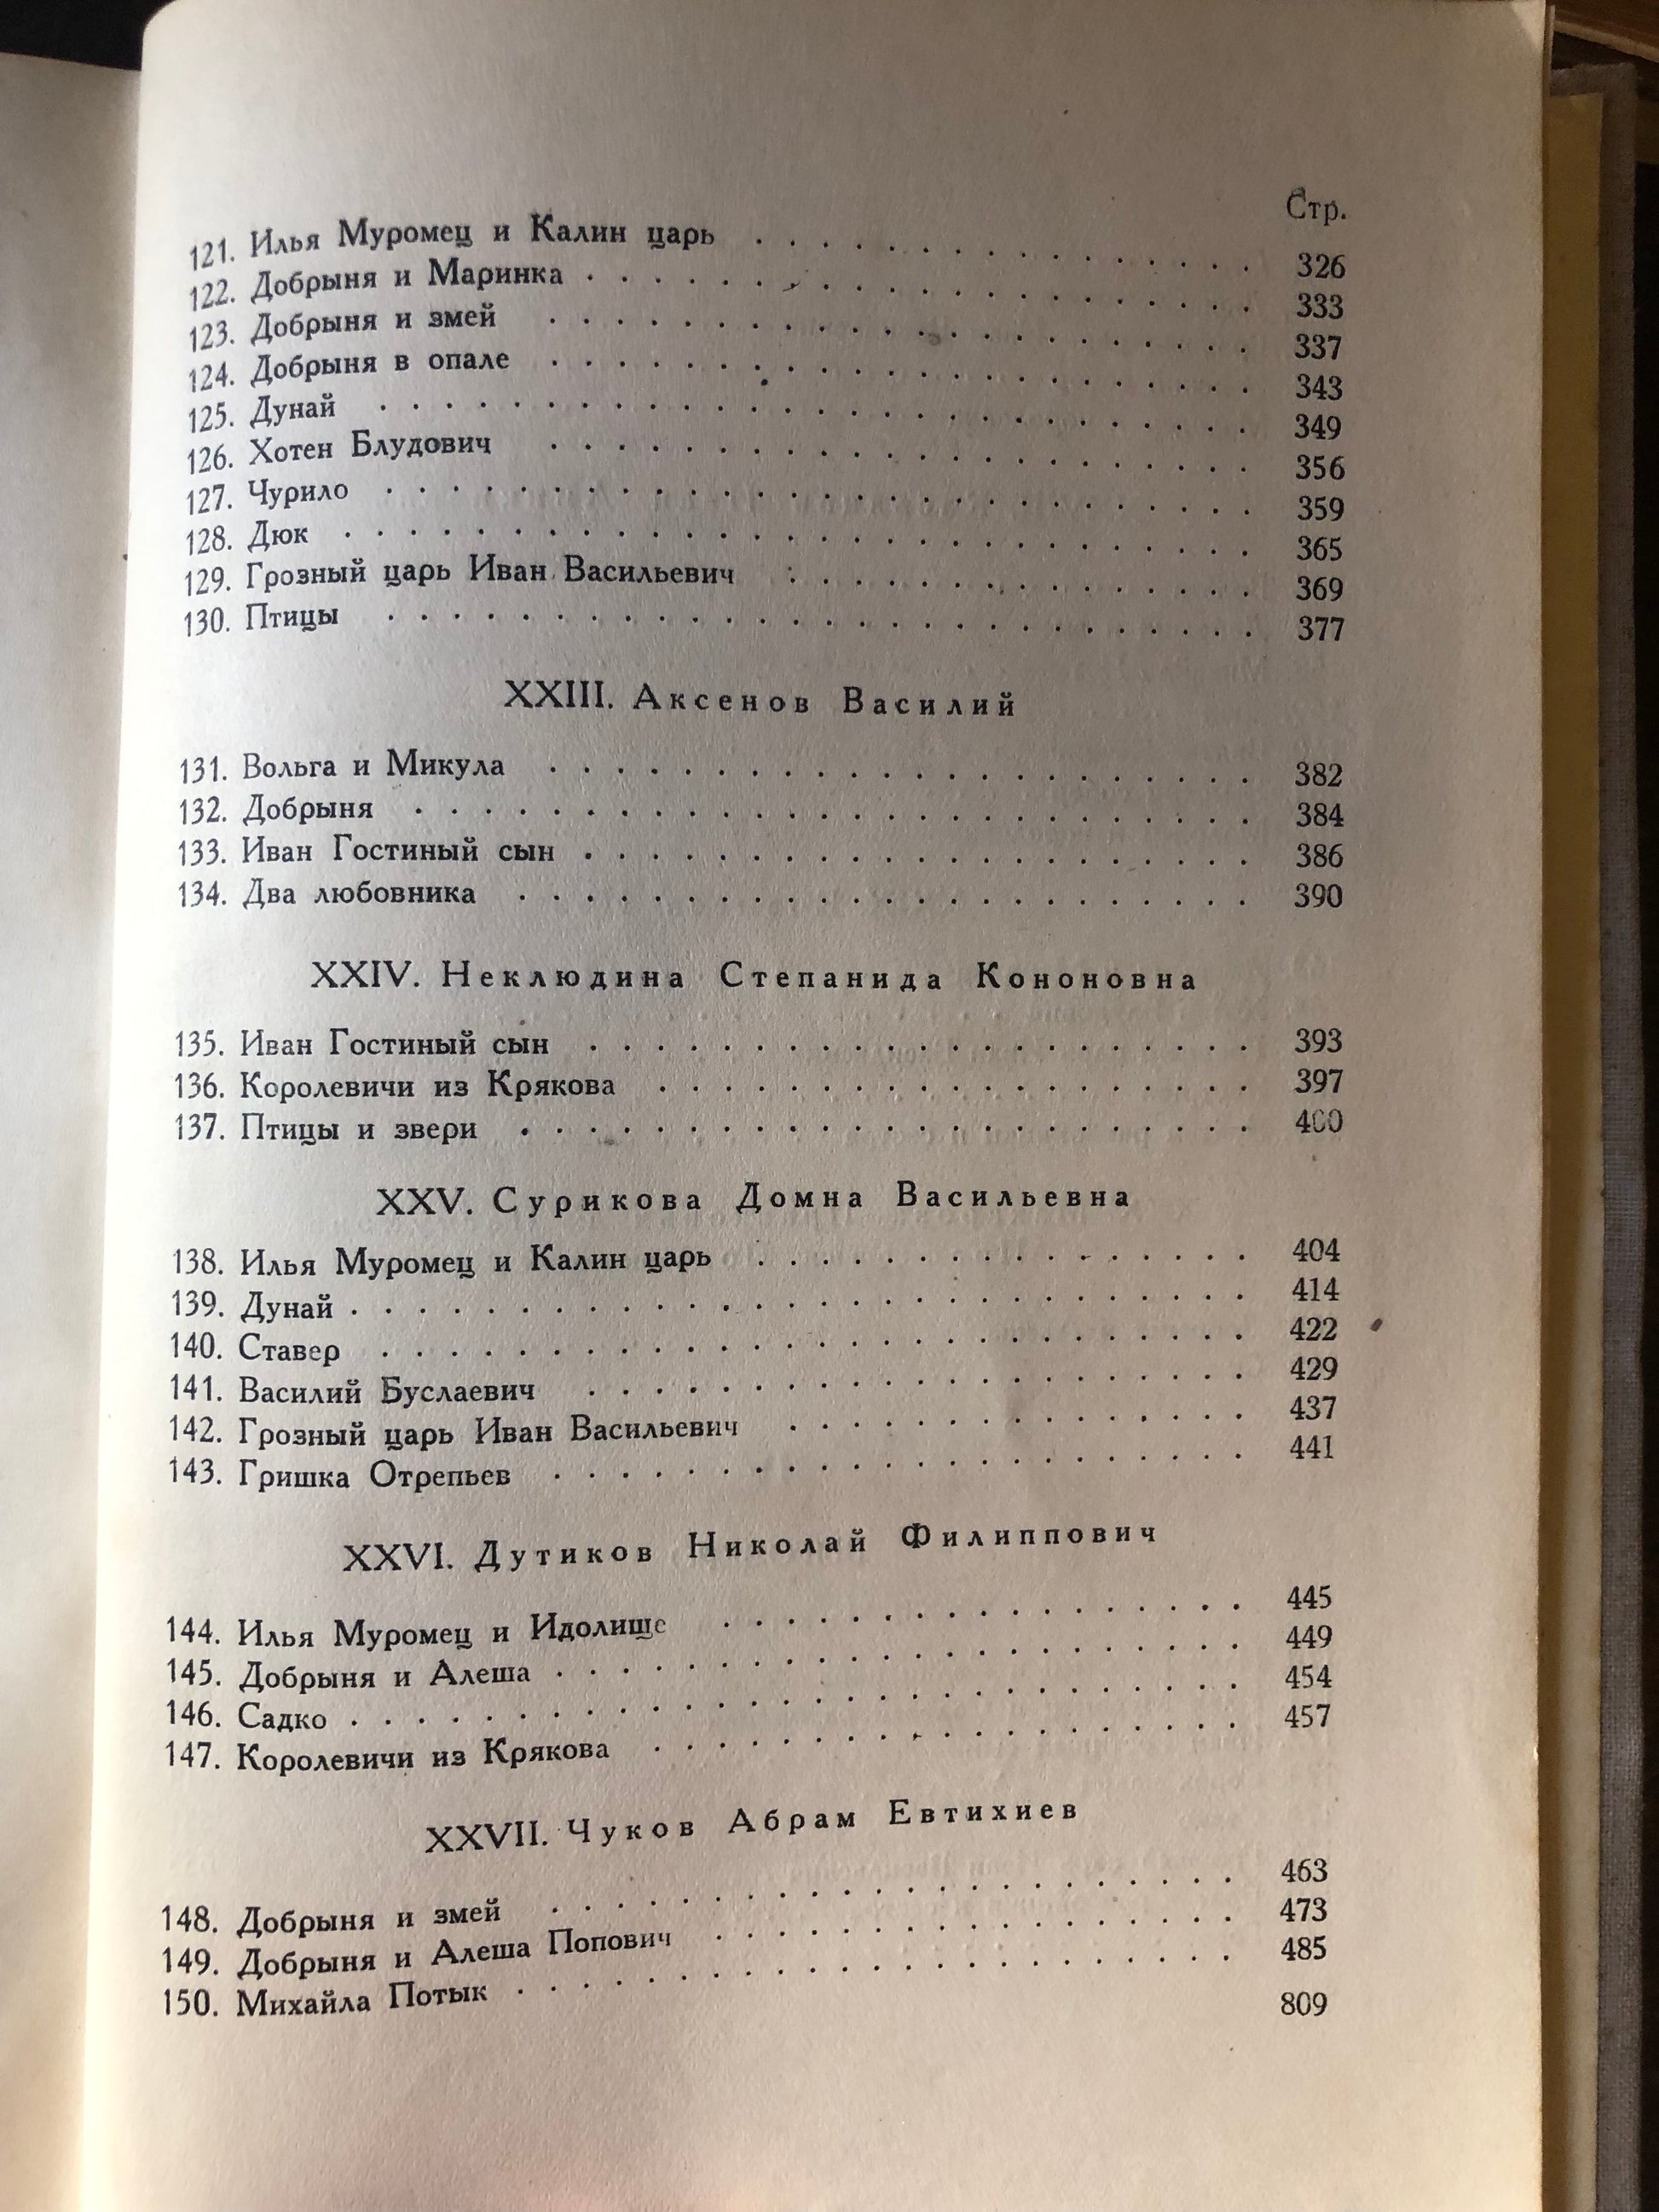 Стр.
121. Илья Муромец и Калин царь . . . . . . . . . . . . . . . 326
122. Добрыня и Маринка . . . . . . . . . . . . . . . . . . . . 333
123. Добрыня и змей . . . . . . . . . . . . . . . . . . . . . 337
124. Добрыня в опале . . . . . . . . . . . . . . . . . . . . . 343
125. Дунай . . . . . . . . . . . . . . . . . . . . . . . . . . 349
126. Хотен Блудович . . . . . . . . . . . . . . . . . . . . . 356
127. Чурило . . . . . . . . . . . . . . . . . . . . . . . . . . 359
128. Дюк . . . . . . . . . . . . . . . . . . . . . . . . . . . 365
129. Грозный царь Иван Васильевич . . . . . . . . . . . . . . 369
130. Птицы . . . . . . . . . . . . . . . . . . . . . . . . . . 377
XXIII. Аксенов Василий
131. Вольга и Микула . . . . . . . . . . . . . . . . . . . . . 382
132. Добрыня . . . . . . . . . . . . . . . . . . . . . . . . . 384
133. Иван Гостиный сын . . . . . . . . . . . . . . . . . . . . 386
134. Два любовника . . . . . . . . . . . . . . . . . . . . . . 390
XXIV. Неклюдина Степанида Кононовна
135. Иван Гостиный сын . . . . . . . . . . . . . . . . . . . . 393
136. Королевичи из Крякова . . . . . . . . . . . . . . . . . . 397
137. Птицы и звери . . . . . . . . . . . . . . . . . . . . . . 400
XXV. Сурикова Домна Васильевна
138. Илья Муромец и Калин царь . . . . . . . . . . . . . . . 404
139. Дунай . . . . . . . . . . . . . . . . . . . . . . . . . . 414
140. Ставер . . . . . . . . . . . . . . . . . . . . . . . . . . 422
141. Василий Буслаевич . . . . . . . . . . . . . . . . . . . . 429
142. Грозный царь Иван Васильевич . . . . . . . . . . . . . . 437
143. Гришка Отрепьев . . . . . . . . . . . . . . . . . . . . . 441
XXVI. Дутиков Николай Филиппович
144. Илья Муромец и Идолище . . . . . . . . . . . . . . . . 445
145. Добрыня и Алеша . . . . . . . . . . . . . . . . . . . . . 449
146. Садко . . . . . . . . . . . . . . . . . . . . . . . . . . 454
147. Королевичи из Крякова . . . . . . . . . . . . . . . . . . 457
XXVII. Чуков Абрам Евтихиев
148. Добрыня и змей . . . . . . . . . . . . . . . . . . . . . 463
149. Добрыня и Алеша Попович . . . . . . . . . . . . . . . . 473
150. Михайла Потык . . . . . . . . . . . . . . . . . . . . . . 485
809